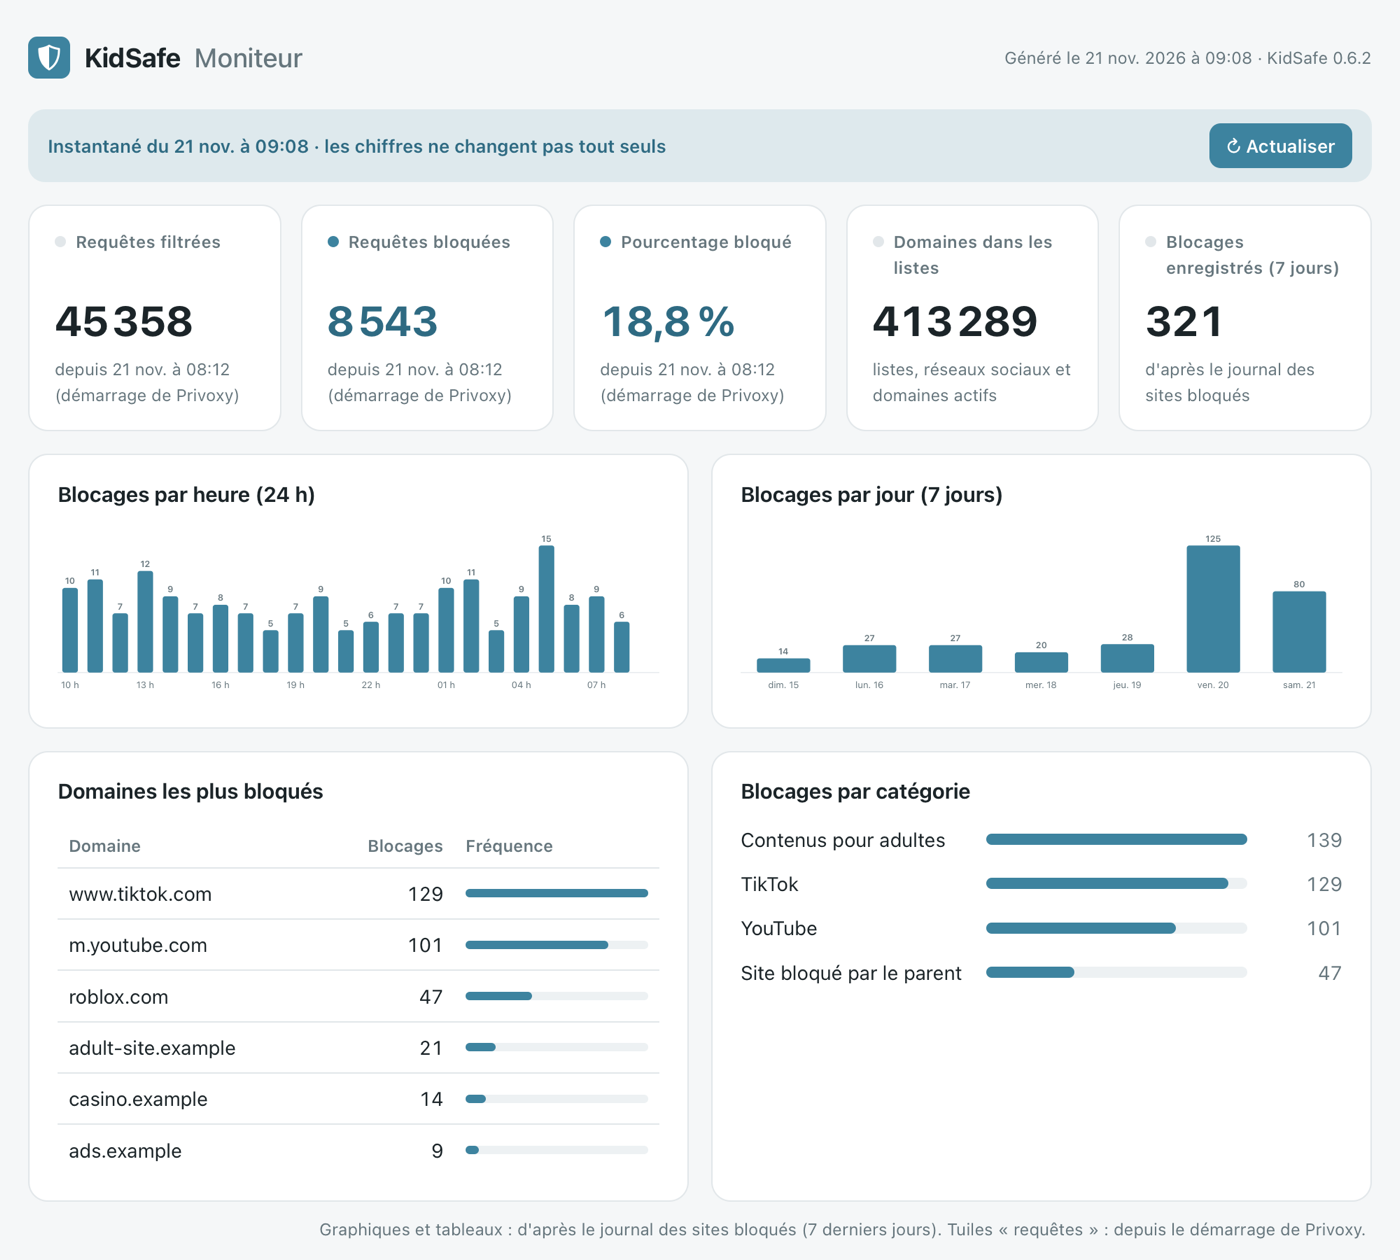 KidSafe Moniteur
Généré le 21 nov. 2026 à 09:08 · KidSafe 0.6.2
Instantané du 21 nov. à 09:08 · les chiffres ne changent pas tout seuls
↻ Actualiser
Requêtes filtrées
45 358
depuis 21 nov. à 08:12
(démarrage de Privoxy)
Requêtes bloquées
8 543
depuis 21 nov. à 08:12
(démarrage de Privoxy)
Pourcentage bloqué
18,8 %
depuis 21 nov. à 08:12
(démarrage de Privoxy)
Domaines dans les
listes
413 289
listes, réseaux sociaux et
domaines actifs
Blocages
enregistrés (7 jours)
321
d'après le journal des
sites bloqués
Blocages par heure (24 h)
10 11 7 12 9 7 8 7 5 7 9 5 6 7 7 10 11 5 9 15 8 9 6
10 h 13 h 16 h 19 h 22 h 01 h 04 h 07 h
Blocages par jour (7 jours)
14 27 27 20 28 125 80
dim. 15 lun. 16 mar. 17 mer. 18 jeu. 19 ven. 20 sam. 21
Domaines les plus bloqués
Domaine Blocages Fréquence
www.tiktok.com 129
m.youtube.com 101
roblox.com 47
adult-site.example 21
casino.example 14
ads.example 9
Blocages par catégorie
Contenus pour adultes 139
TikTok 129
YouTube 101
Site bloqué par le parent 47
Graphiques et tableaux : d'après le journal des sites bloqués (7 derniers jours). Tuiles « requêtes » : depuis le démarrage de Privoxy.